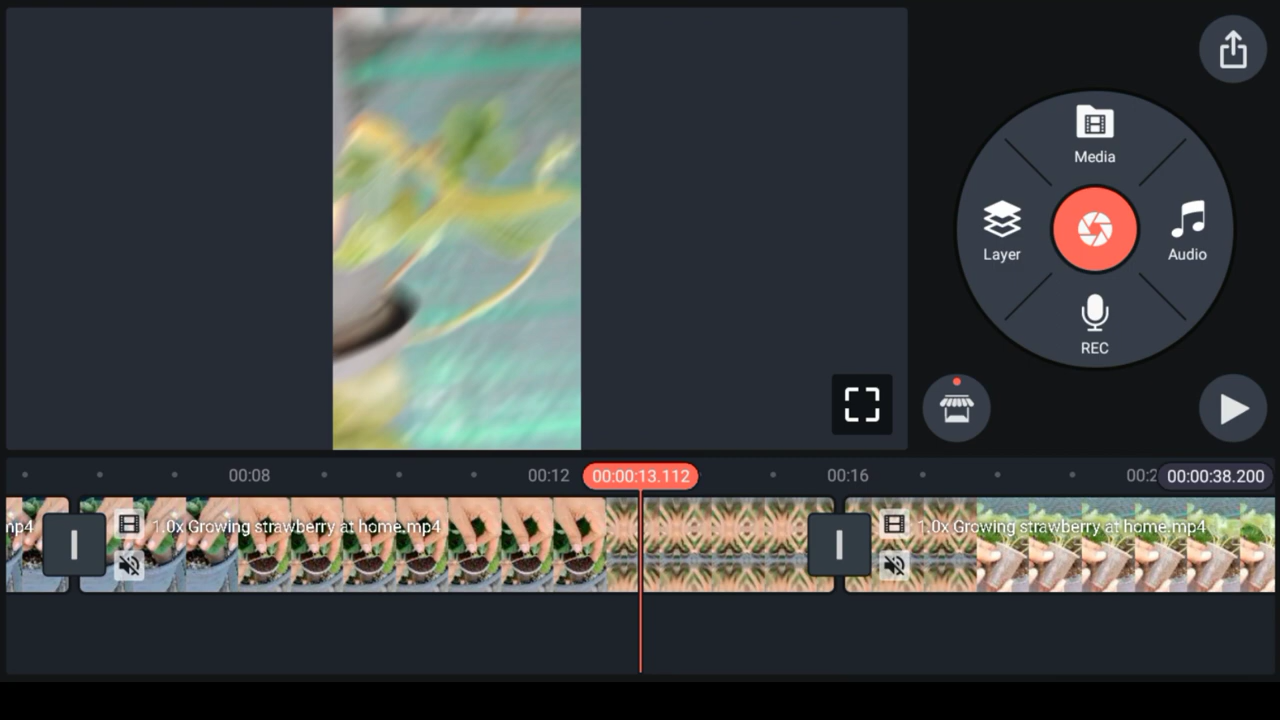 Media
Layer
Audio
REC
00:08
00:12
00:00:13.112
00:16
00:2
00:00:38.200
mp4
1.0x Growing strawberry at home.mp4
1.0x Growing strawberry at home.mp4